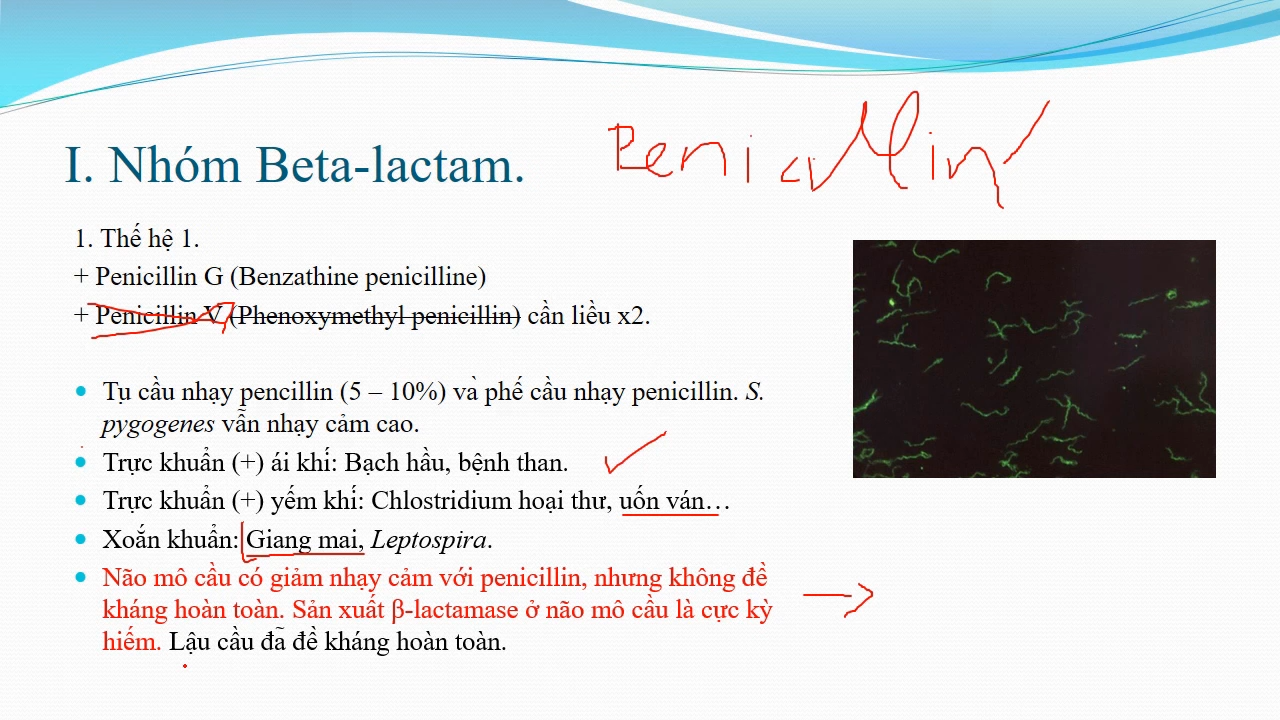 I. Nhóm Beta-lactam.
Penicillin
1. Thế hệ 1.
+ Penicillin G (Benzathine penicilline)
+ Penicillin V (Phenoxymethyl penicillin) cần liều x2.
Tụ cầu nhạy pencillin (5 – 10%) và phế cầu nhạy penicillin. S.
pygogenes vẫn nhạy cảm cao.
Trực khuẩn (+) ái khí: Bạch hầu, bệnh than.
Trực khuẩn (+) yếm khí: Chlostridium hoại thư, uốn ván…
Xoắn khuẩn: Giang mai, Leptospira.
Não mô cầu có giảm nhạy cảm với penicillin, nhưng không đề
kháng hoàn toàn. Sản xuất β-lactamase ở não mô cầu là cực kỳ
hiếm. Lậu cầu đã đề kháng hoàn toàn.